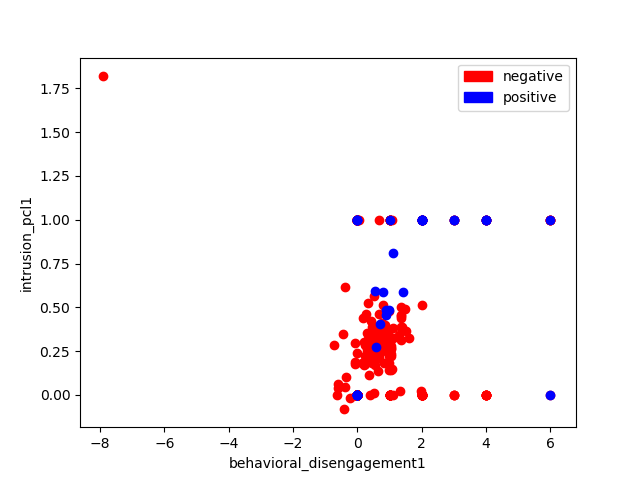 negative
positive
1.75
1.50
1.25
1.00
0.75
0.50
0.25
0.00
intrusion_pcl1
−8 −6 −4 −2 0 2 4 6
behavioral_disengagement1